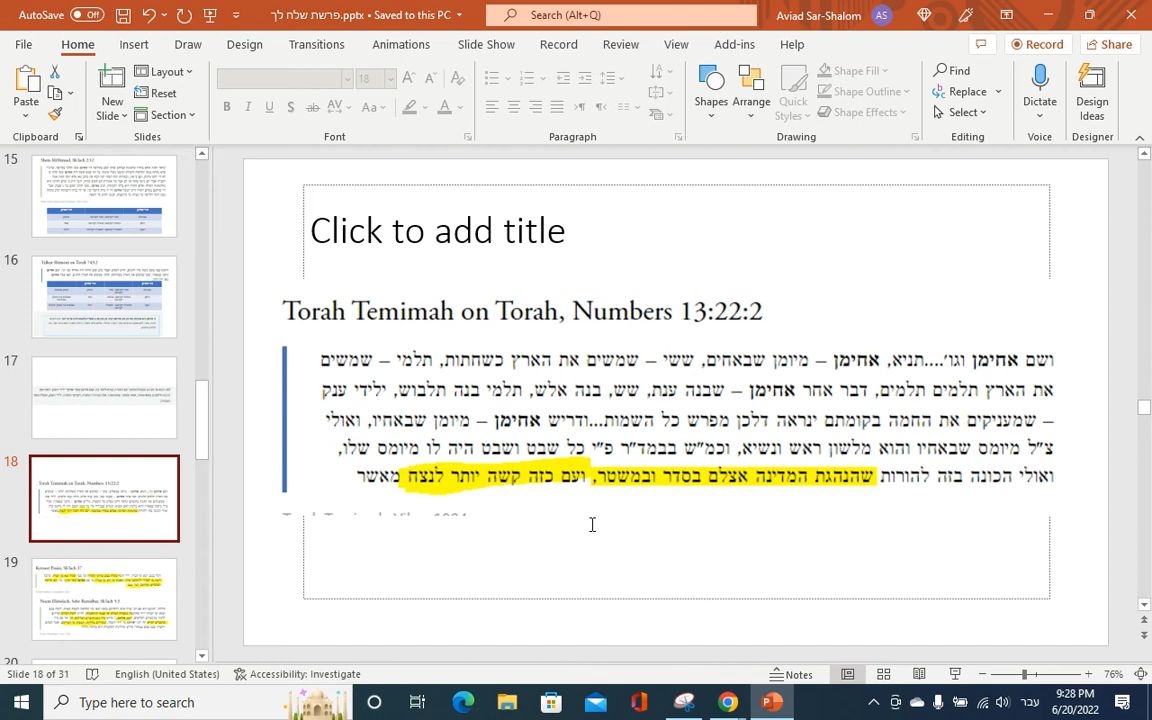 AutoSave
Off
פרשת שלח לך.pptx • Saved to this PC
Search (Alt+Q)
Aviad Sar-Shalom
AS
File Home Insert Draw Design Transitions Animations Slide Show Record Review View Add-ins Help
Record
Share
Paste
New Slide
Layout
Reset
Section
18
Aa
Shapes
Arrange
Quick Styles
Shape Fill
Shape Outline
Shape Effects
Find
Replace
Select
Dictate
Design Ideas
Clipboard
Slides
Font
Paragraph
Drawing
Editing
Voice
Designer
15
16
17
18
19
20
Click to add title
Torah Temimah on Torah, Numbers 13:22:2
ושם אחימן וגו׳....תניא, אחימן – מיומן שבאחים, ששי – שמשים את הארץ כשחתות, תלמי – שמשים
את הארץ תלמים תלמים, דבר אחר אחימן – שבנה ענת, שש, בנה אלש, תלמי בנה תלבוש, ילידי ענק
– שמעניקים את החמה בקומתם ינראה דלכן מפרש כל השמות...ודריש אחימן – מיומן שבאחיו, ואולי
צ״ל מיומס שבאחיו והוא מלשון ראש ונשיא, וכמ״ש בבמד״ר פ״י כל שבט ושבט היה לו מיומס שלו,
ואולי הכונה בזה להורות שהנהגת המדינה אצלם בסדר ובמשטר, ועם כזה קשה יותר לנצח מאשר
Slide 18 of 31
English (United States)
Accessibility: Investigate
Notes
76%
Type here to search
עבר
9:28 PM
6/20/2022